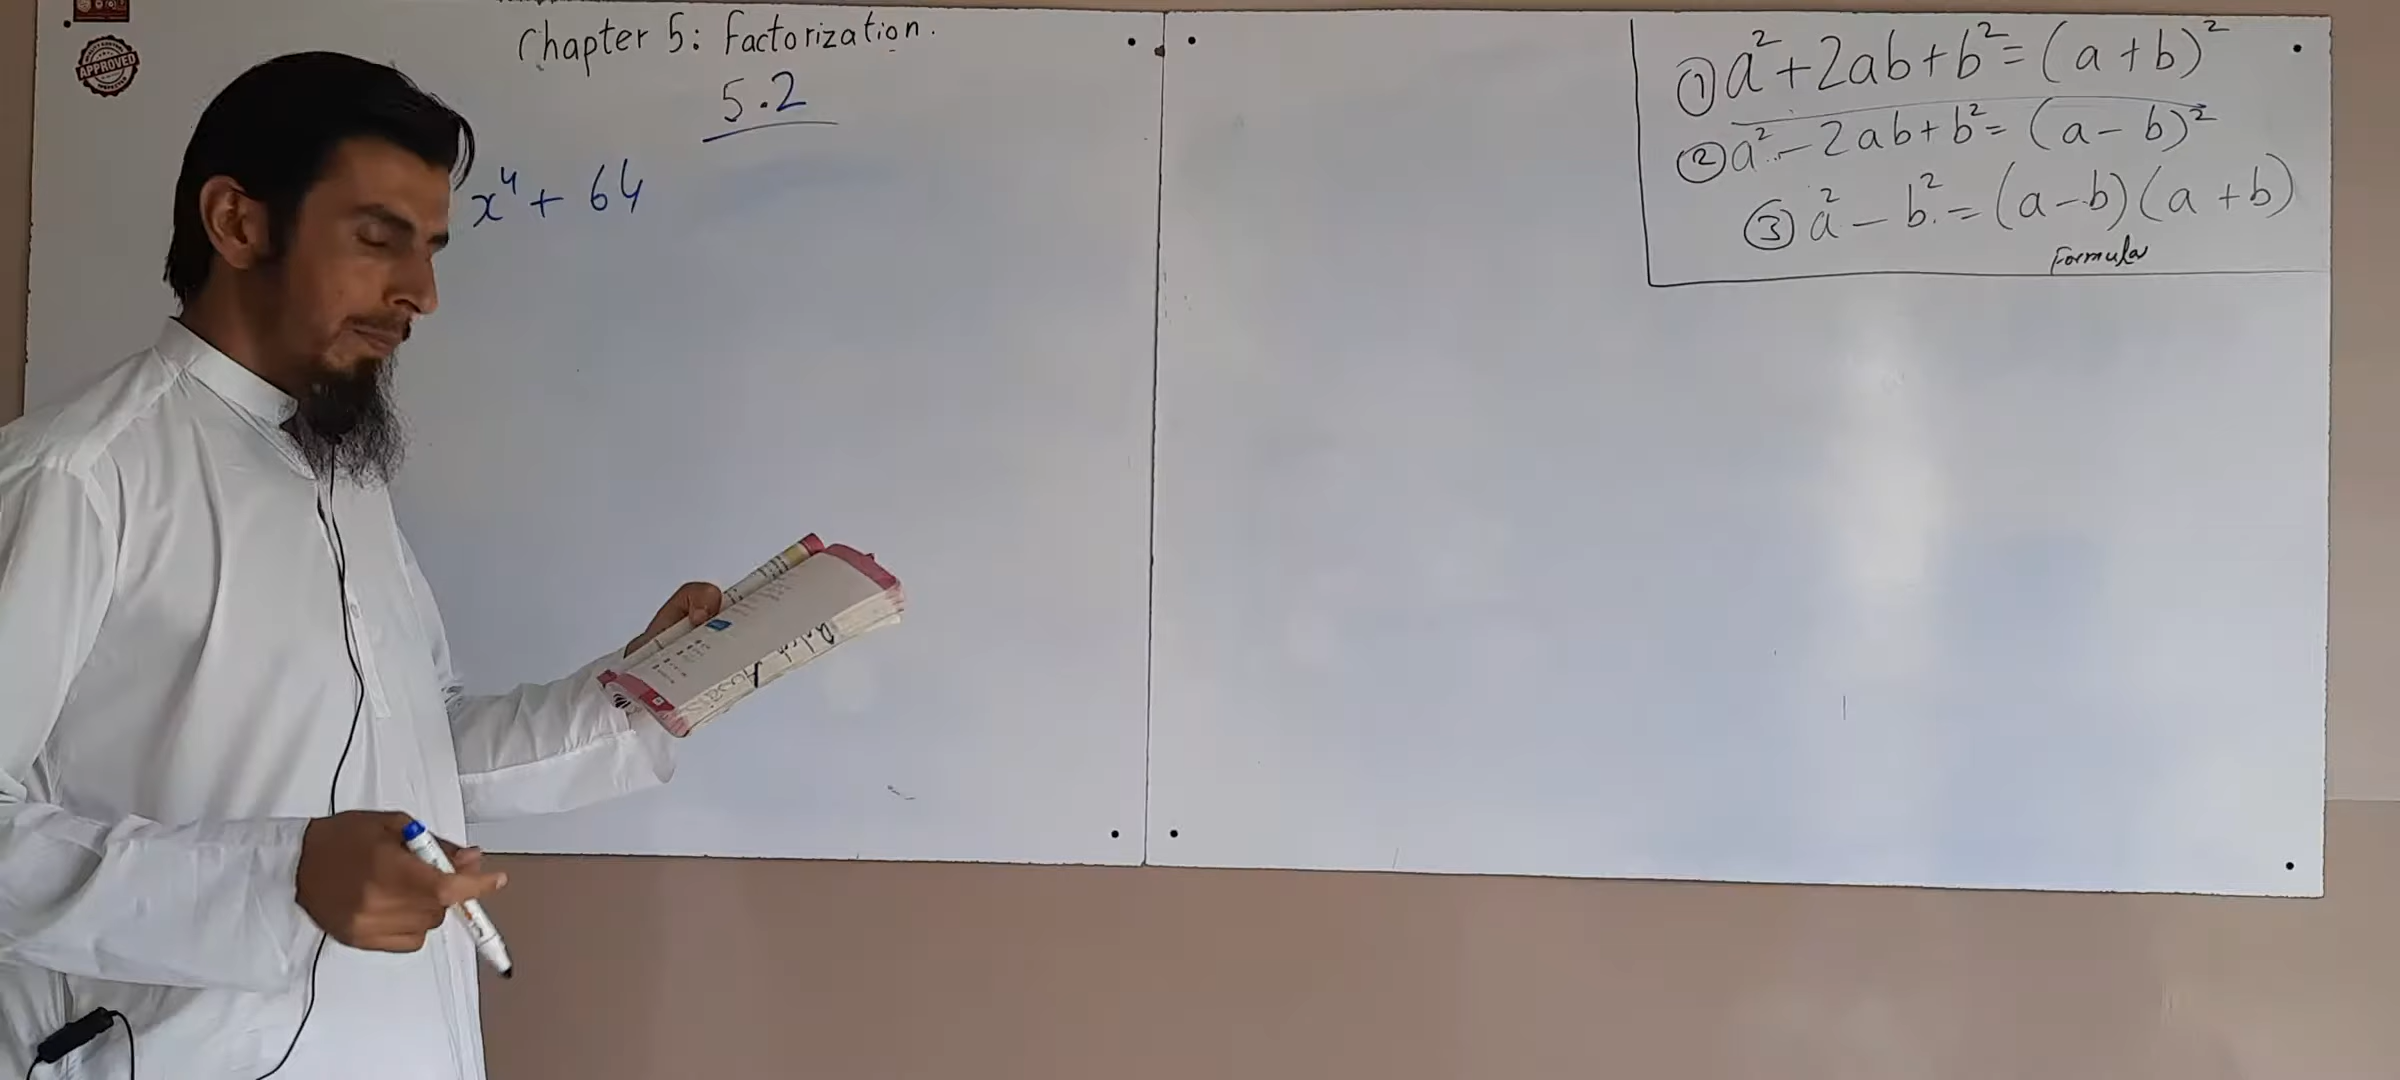 Chapter 5: Factorization.
5.2
x⁴ + 64
① a² + 2ab + b² = (a + b)²
② a² - 2ab + b² = (a - b)²
③ a² - b² = (a - b)(a + b)
Formula
APPROVED